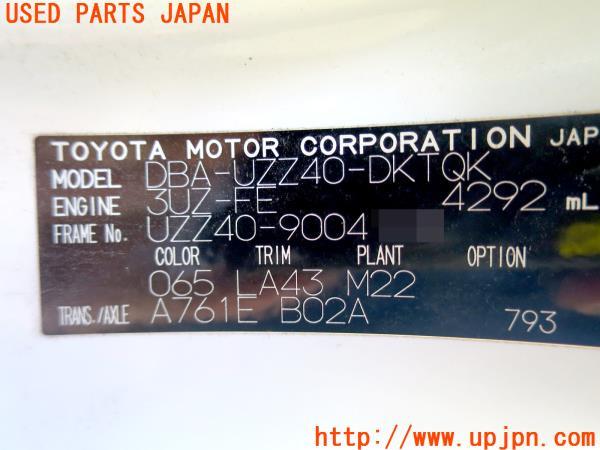 USED PARTS JAPAN
TOYOTA MOTOR CORPORATION JAP
MODEL DBA-UZZ40-DKTQK
ENGINE 3UZ-FE 4292 mL
FRAME No. UZZ40-9004
COLOR TRIM PLANT OPTION
065 LA43 M22
TRANS./AXLE A761E B02A 793
http://www.upjpn.com/